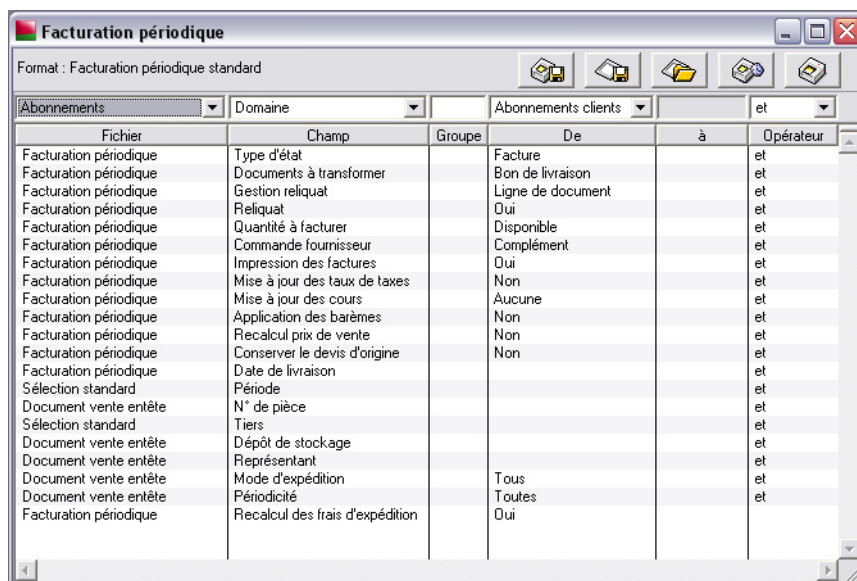 Facturation périodique
Format : Facturation périodique standard
Abonnements Domaine Abonnements clients et
Fichier Champ Groupe De à Opérateur
Facturation périodique Type d'état Facture et
Facturation périodique Documents à transformer Bon de livraison et
Facturation périodique Gestion reliquat Ligne de document et
Facturation périodique Reliquat Oui et
Facturation périodique Quantité à facturer Disponible et
Facturation périodique Commande fournisseur Complément et
Facturation périodique Impression des factures Oui et
Facturation périodique Mise à jour des taux de taxes Non et
Facturation périodique Mise à jour des cours Aucune et
Facturation périodique Application des barèmes Non et
Facturation périodique Recalcul prix de vente Non et
Facturation périodique Conserver le devis d'origine Non et
Facturation périodique Date de livraison et
Sélection standard Période et
Document vente entête N° de pièce et
Sélection standard Tiers et
Document vente entête Dépôt de stockage et
Document vente entête Représentant et
Document vente entête Mode d'expédition Tous et
Document vente entête Périodicité Toutes et
Facturation périodique Recalcul des frais d'expédition Oui